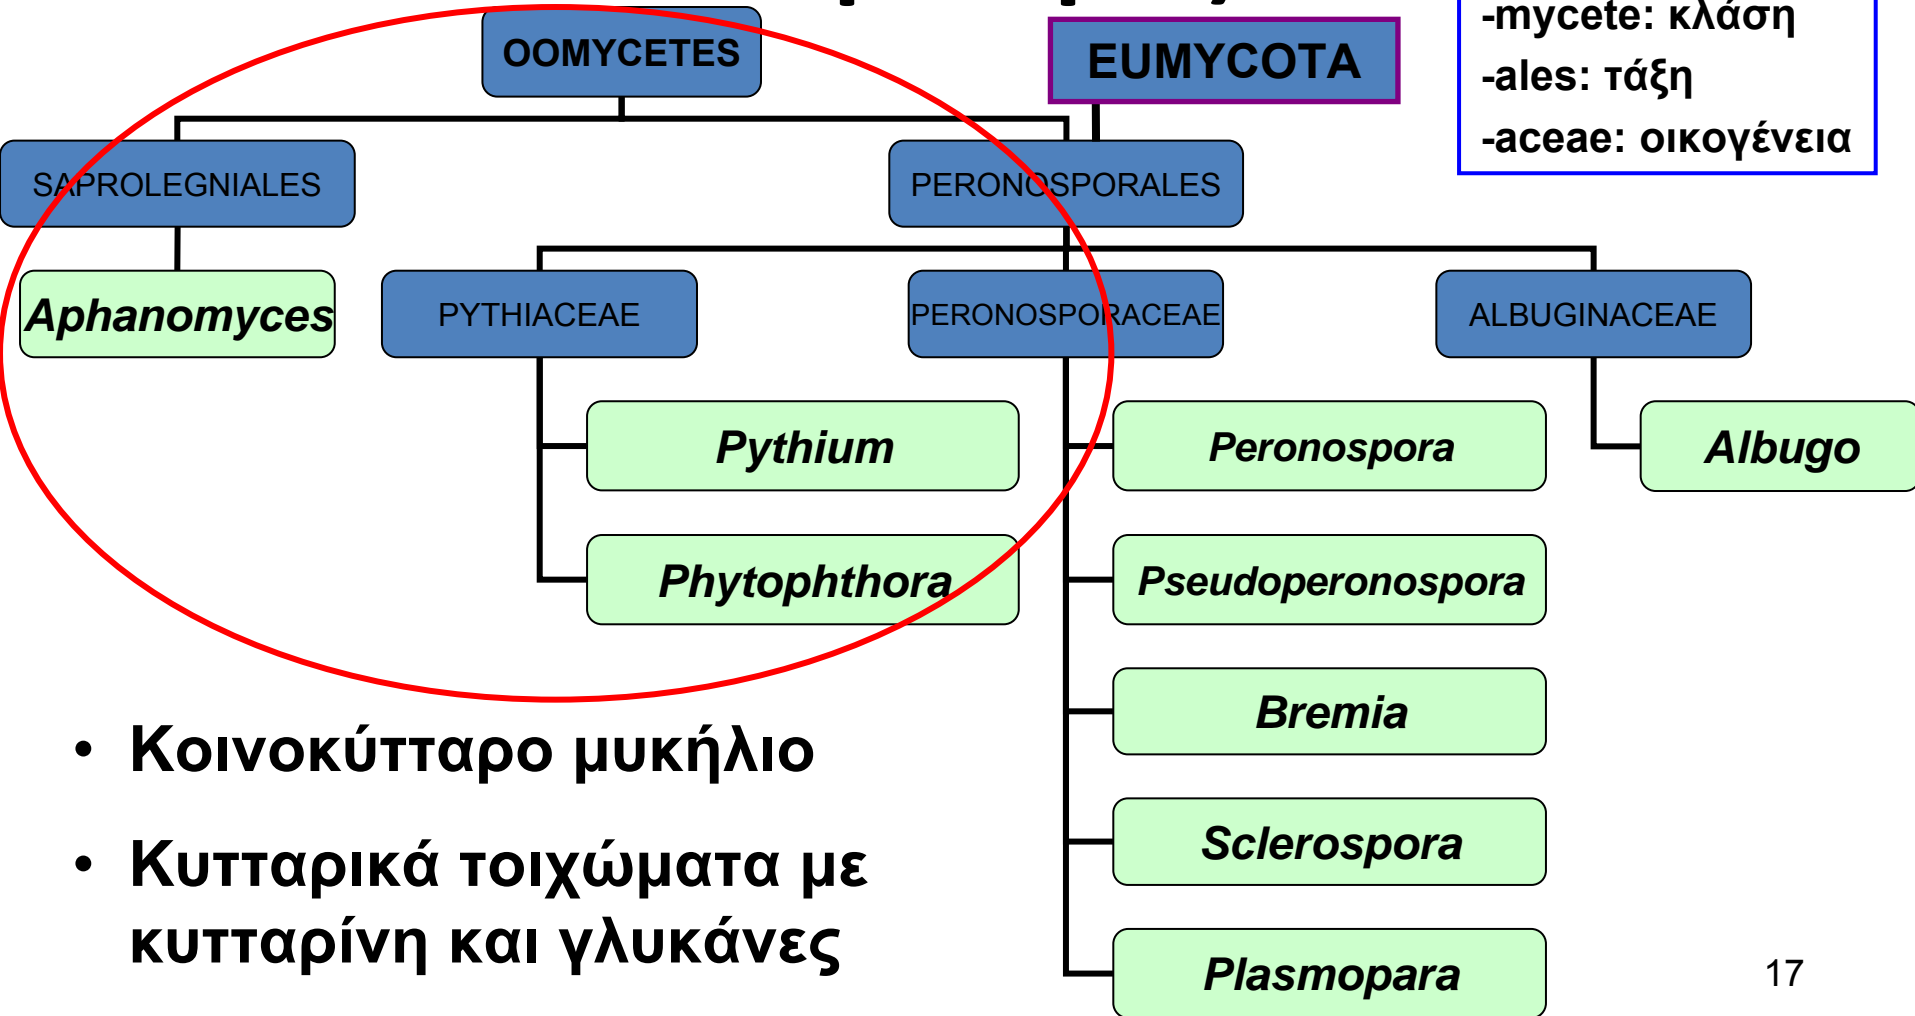 -mycete: κλάση
-ales: τάξη
-aceae: οικογένεια
OOMYCETES
EUMYCOTA
SAPROLEGNIALES
PERONOSPORALES
Aphanomyces
PYTHIACEAE
PERONOSPORACEAE
ALBUGINACEAE
Pythium
Peronospora
Albugo
Phytophthora
Pseudoperonospora
Bremia
Sclerospora
Plasmopara
• Κοινοκύτταρο μυκήλιο
• Κυτταρικά τοιχώματα με
κυτταρίνη και γλυκάνες
17